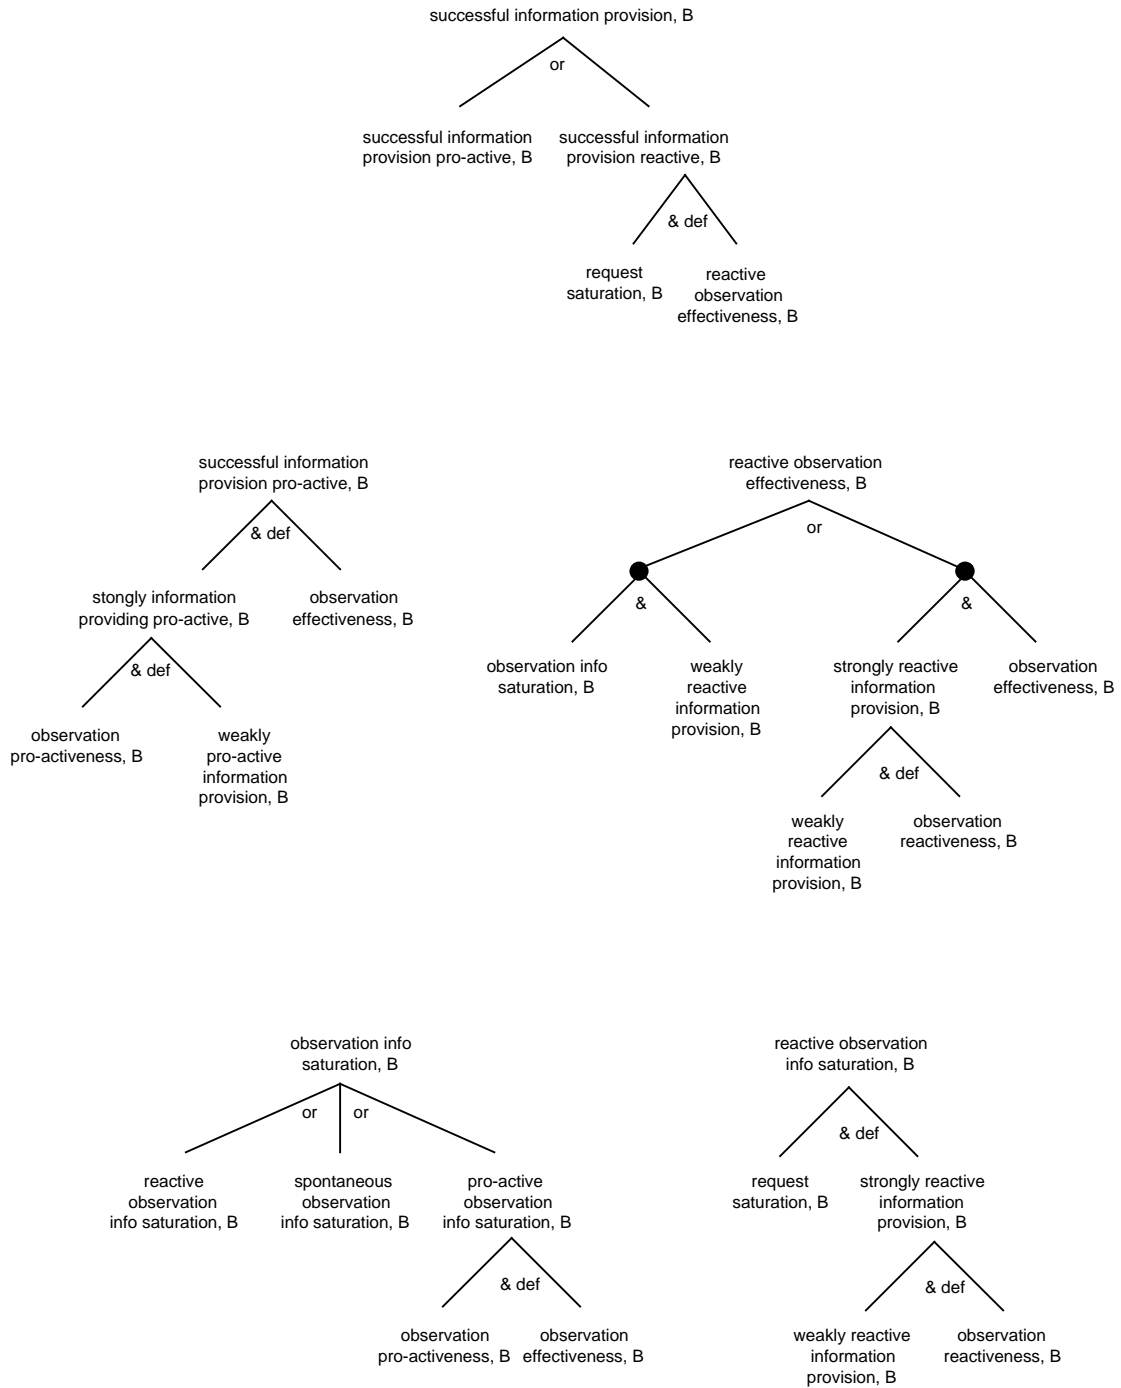 successful information provision, B
or
successful information
provision pro-active, B
successful information
provision reactive, B
& def
request
saturation, B
reactive
observation
effectiveness, B
successful information
provision pro-active, B
& def
stongly information
providing pro-active, B
observation
effectiveness, B
& def
observation
pro-activeness, B
weakly
pro-active
information
provision, B
reactive observation
effectiveness, B
or
&
&
observation info
saturation, B
weakly
reactive
information
provision, B
strongly reactive
information
provision, B
observation
effectiveness, B
& def
weakly
reactive
information
provision, B
observation
reactiveness, B
observation info
saturation, B
or
or
reactive
observation
info saturation, B
spontaneous
observation
info saturation, B
pro-active
observation
info saturation, B
& def
observation
pro-activeness, B
observation
effectiveness, B
reactive observation
info saturation, B
& def
request
saturation, B
strongly reactive
information
provision, B
& def
weakly reactive
information
provision, B
observation
reactiveness, B